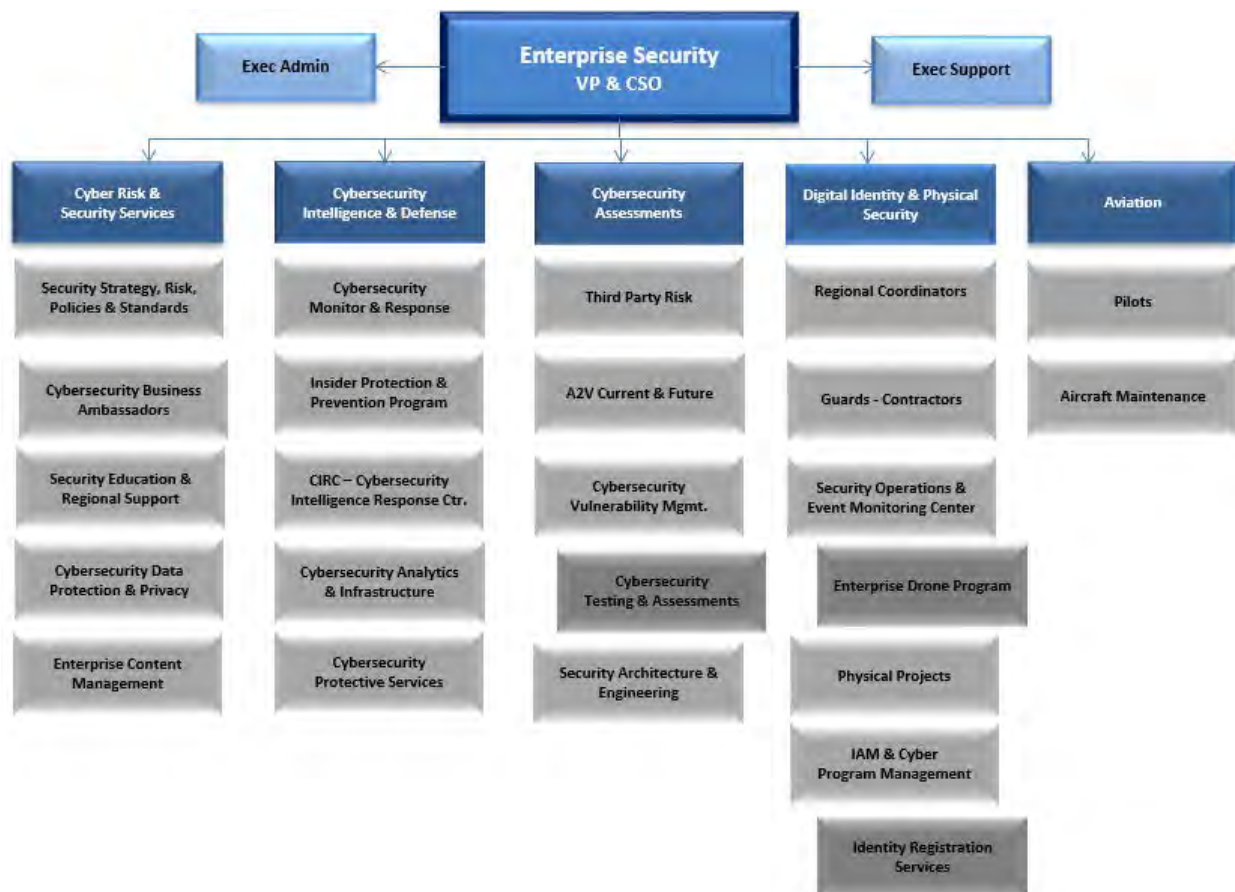 Enterprise Security
VP & CSO
Exec Admin
Exec Support
Cyber Risk &
Security Services
Security Strategy, Risk,
Policies & Standards
Cybersecurity Business
Ambassadors
Security Education &
Regional Support
Cybersecurity Data
Protection & Privacy
Enterprise Content
Management
Cybersecurity
Intelligence & Defense
Cybersecurity
Monitor & Response
Insider Protection &
Prevention Program
CIRC – Cybersecurity
Intelligence Response Ctr.
Cybersecurity Analytics
& Infrastructure
Cybersecurity
Protective Services
Cybersecurity
Assessments
Third Party Risk
A2V Current & Future
Cybersecurity
Vulnerability Mgmt.
Cybersecurity
Testing & Assessments
Security Architecture &
Engineering
Digital Identity & Physical
Security
Regional Coordinators
Guards - Contractors
Security Operations &
Event Monitoring Center
Enterprise Drone Program
Physical Projects
IAM & Cyber
Program Management
Identity Registration
Services
Aviation
Pilots
Aircraft Maintenance